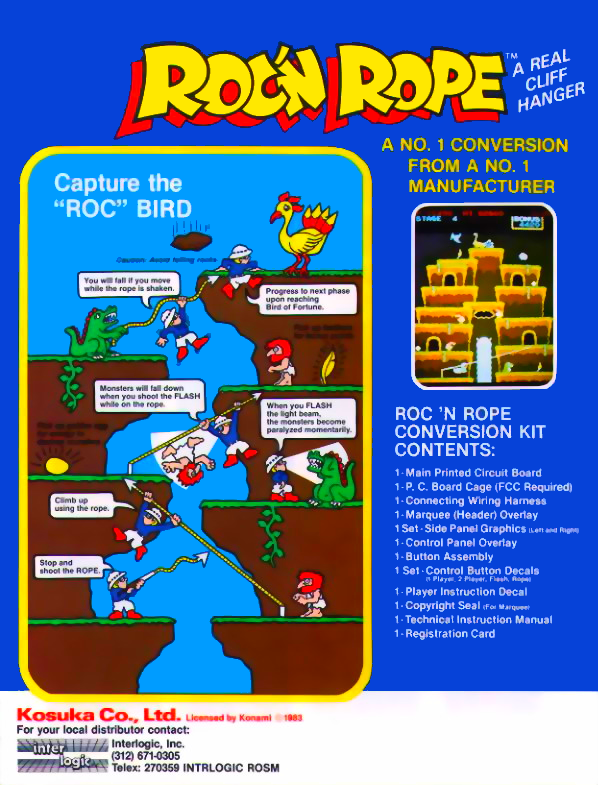 ROC'N ROPE™
A REAL
CLIFF
HANGER
A NO. 1 CONVERSION
FROM A NO. 1
MANUFACTURER
Capture the
"ROC" BIRD
Caution: Avoid falling rocks
You will fall if you move
while the rope is shaken.
Progress to next phase
upon reaching
Bird of Fortune.
Monsters will fall down
when you shoot the FLASH
while on the rope.
When you FLASH
the light beam,
the monsters become
paralyzed momentarily.
Climb up
using the rope.
Stop and
shoot the ROPE.
STAGE 4
BONUS
ROC 'N ROPE
CONVERSION KIT
CONTENTS:
1-Main Printed Circuit Board
1-P. C. Board Cage (FCC Required)
1-Connecting Wiring Harness
1-Marquee (Header) Overlay
1 Set-Side Panel Graphics (Left and Right)
1-Control Panel Overlay
1-Button Assembly
1 Set-Control Button Decals
(1 Player, 2 Player, Flash, Rope)
1-Player Instruction Decal
1-Copyright Seal (For Marquee)
1-Technical Instruction Manual
1-Registration Card
Kosuka Co., Ltd. Licensed by Konami ©1983
For your local distributor contact:
inter
logic
Interlogic, Inc.
(312) 671-0305
Telex: 270359 INTRLOGIC ROSM